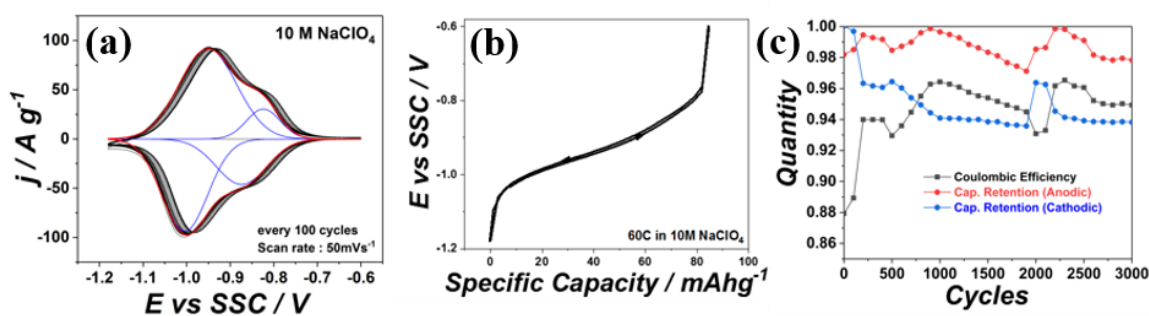 (a)
10 M NaClO4
j / A g-1
100
50
0
-50
-100
every 100 cycles
Scan rate : 50mVs-1
-1.2 -1.1 -1.0 -0.9 -0.8 -0.7 -0.6
E vs SSC / V
(b)
E vs SSC / V
-0.6
-0.8
-1.0
-1.2
60C in 10M NaClO4
0 20 40 60 80 100
Specific Capacity / mAhg-1
(c)
Quantity
1.00
0.98
0.96
0.94
0.92
0.90
0.88
0.86
Coulombic Efficiency
Cap. Retention (Anodic)
Cap. Retention (Cathodic)
0 500 1000 1500 2000 2500 3000
Cycles